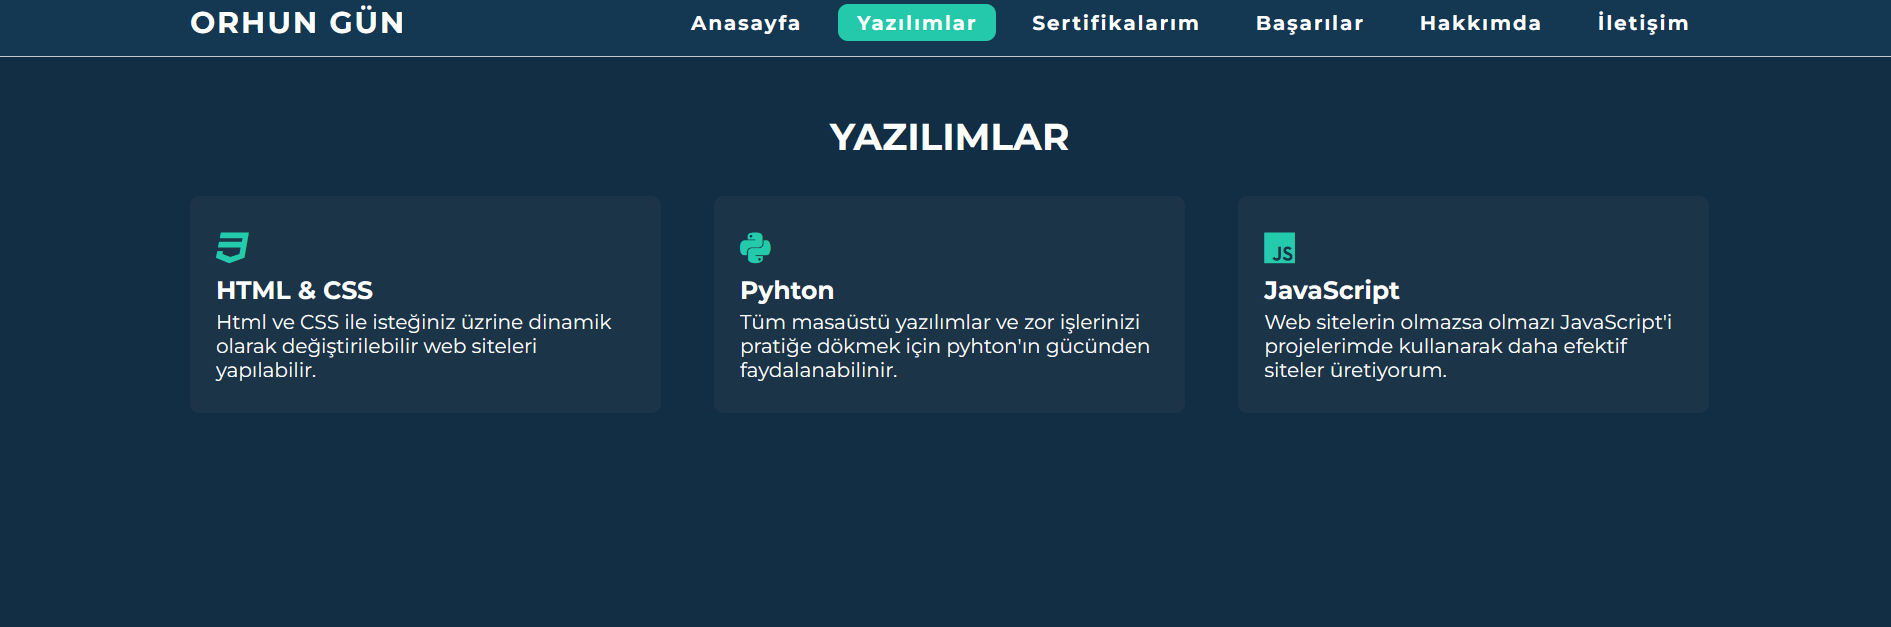 ORHUN GÜN
Anasayfa Yazılımlar Sertifikalarım Başarılar Hakkımda İletişim
YAZILIMLAR
HTML & CSS
Html ve CSS ile isteğiniz üzrine dinamik
olarak değiştirilebilir web siteleri
yapılabilir.
Pyhton
Tüm masaüstü yazılımlar ve zor işlerinizi
pratiğe dökmek için pyhton'ın gücünden
faydalanabilinir.
JS
JavaScript
Web sitelerin olmazsa olmazı JavaScript'i
projelerimde kullanarak daha efektif
siteler üretiyorum.